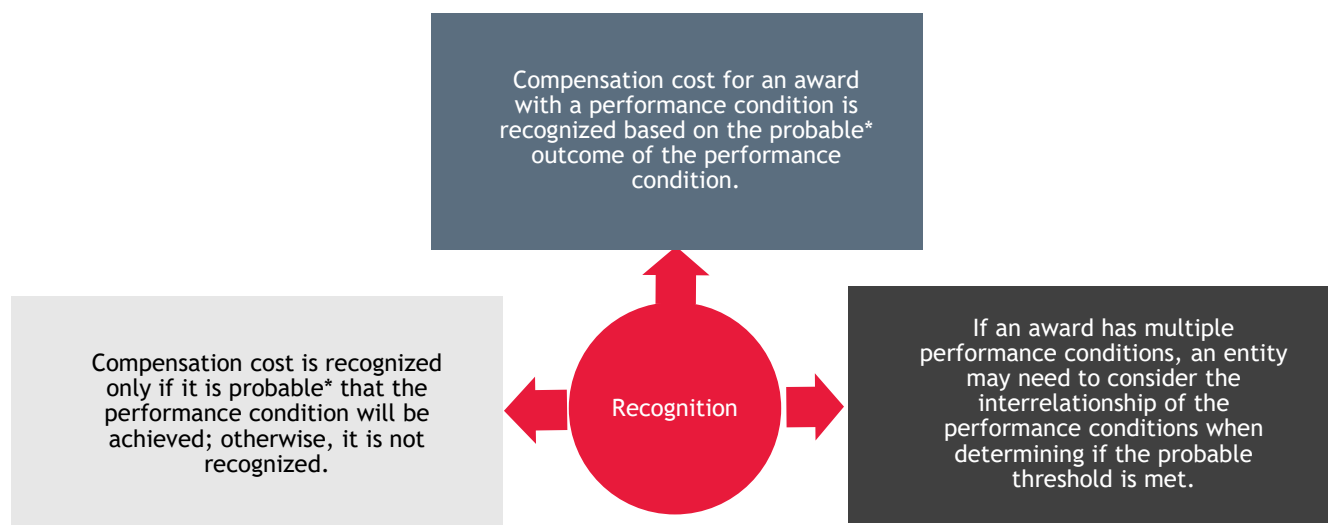 Compensation cost for an award
with a performance condition is
recognized based on the probable*
outcome of the performance
condition.
Compensation cost is recognized
only if it is probable* that the
performance condition will be
achieved; otherwise, it is not
recognized.
Recognition
If an award has multiple
performance conditions, an entity
may need to consider the
interrelationship of the
performance conditions when
determining if the probable
threshold is met.